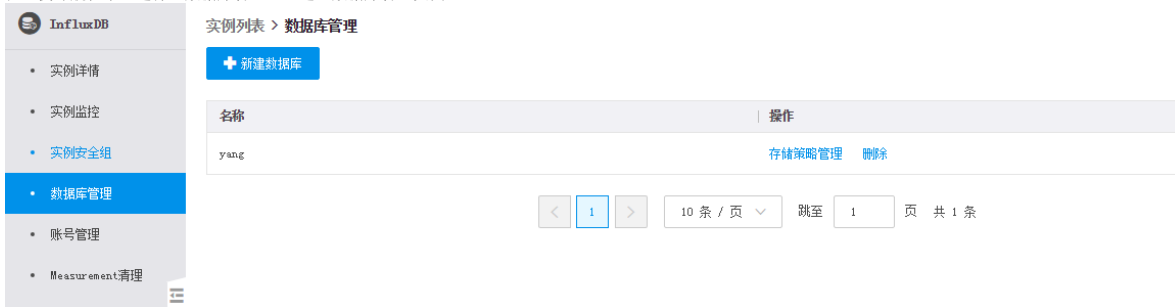 InfluxDB
实例列表 > 数据库管理
新建数据库
实例详情
实例监控
实例安全组
数据库管理
账号管理
Measurement清理
名称 操作
yang 存储策略管理 删除
< 1 > 10 条 / 页 跳至 1 页 共 1 条